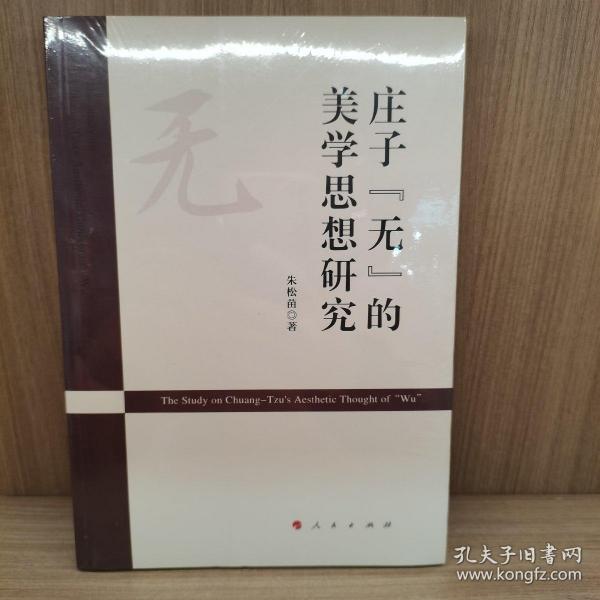 庄子『无』的
美学思想研究
无
朱松苗◎著
The Study on Chuang-Tzu's Aesthetic Thought of "Wu"
人民出版社
孔夫子旧书网
www.kongfz.com